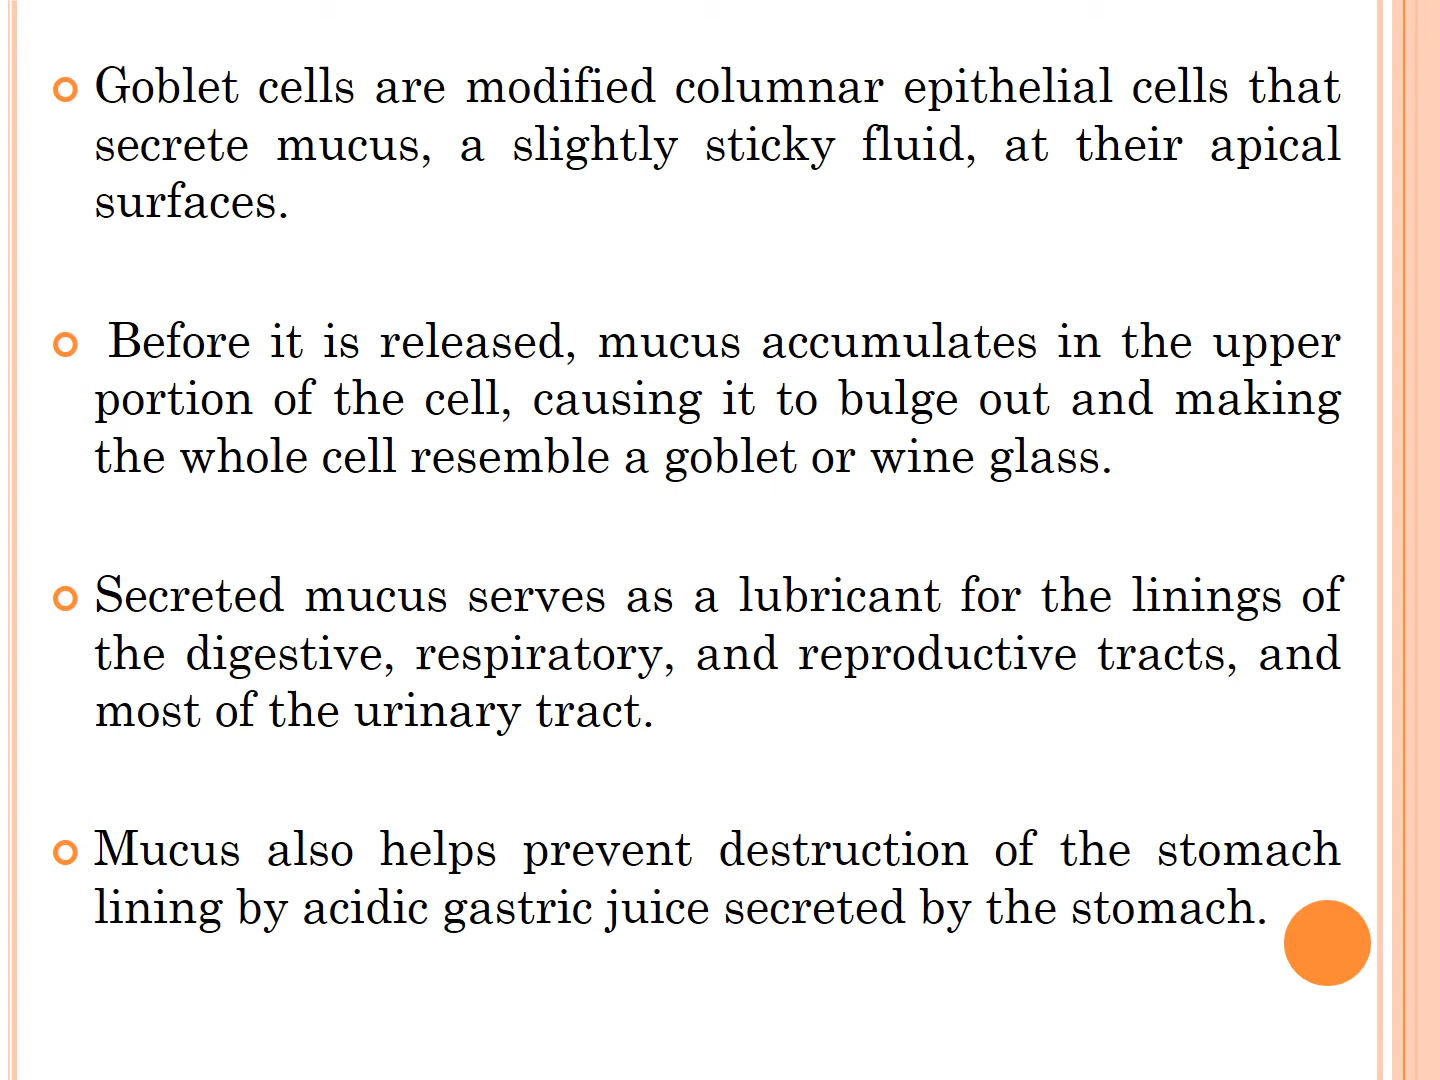 Goblet cells are modified columnar epithelial cells that
secrete mucus, a slightly sticky fluid, at their apical
surfaces.
Before it is released, mucus accumulates in the upper
portion of the cell, causing it to bulge out and making
the whole cell resemble a goblet or wine glass.
Secreted mucus serves as a lubricant for the linings of
the digestive, respiratory, and reproductive tracts, and
most of the urinary tract.
Mucus also helps prevent destruction of the stomach
lining by acidic gastric juice secreted by the stomach.